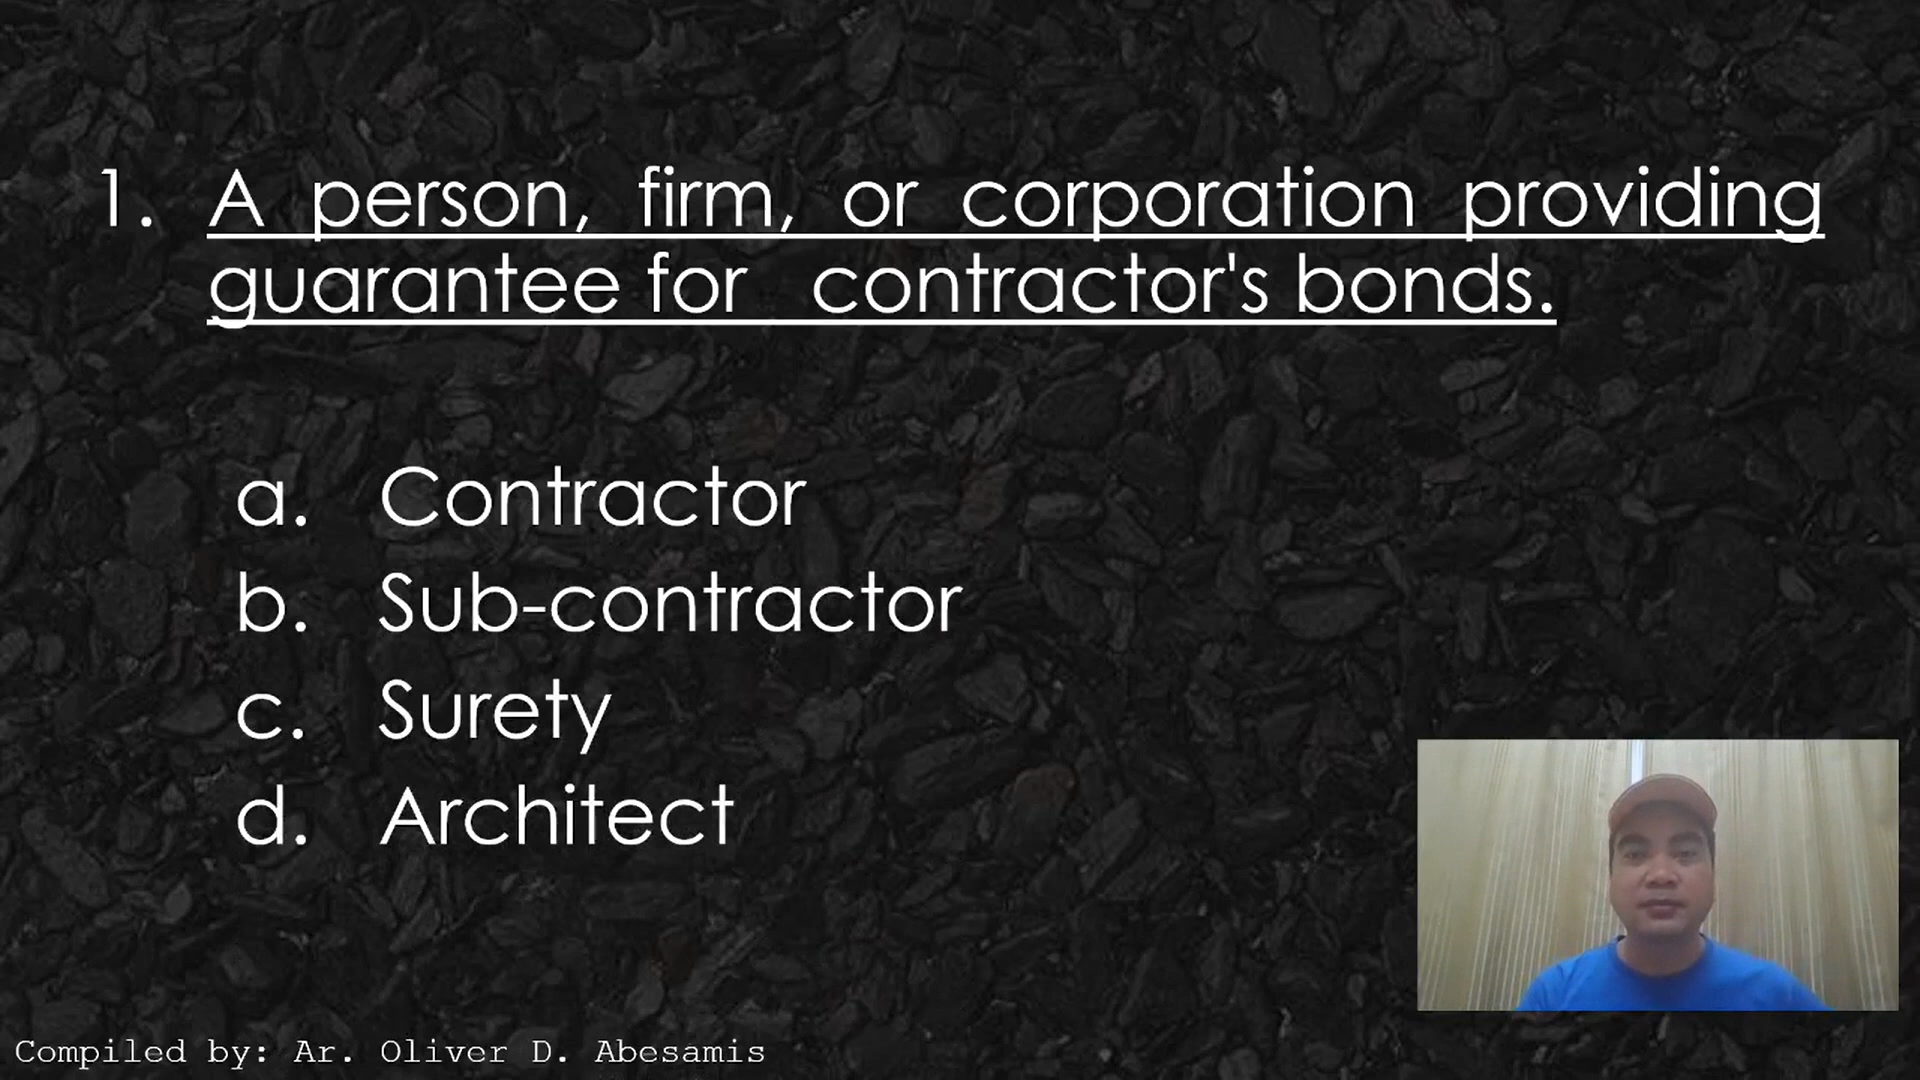 1. A person, firm, or corporation providing
guarantee for contractor's bonds.
a. Contractor
b. Sub-contractor
c. Surety
d. Architect
Compiled by: Ar. Oliver D. Abesamis